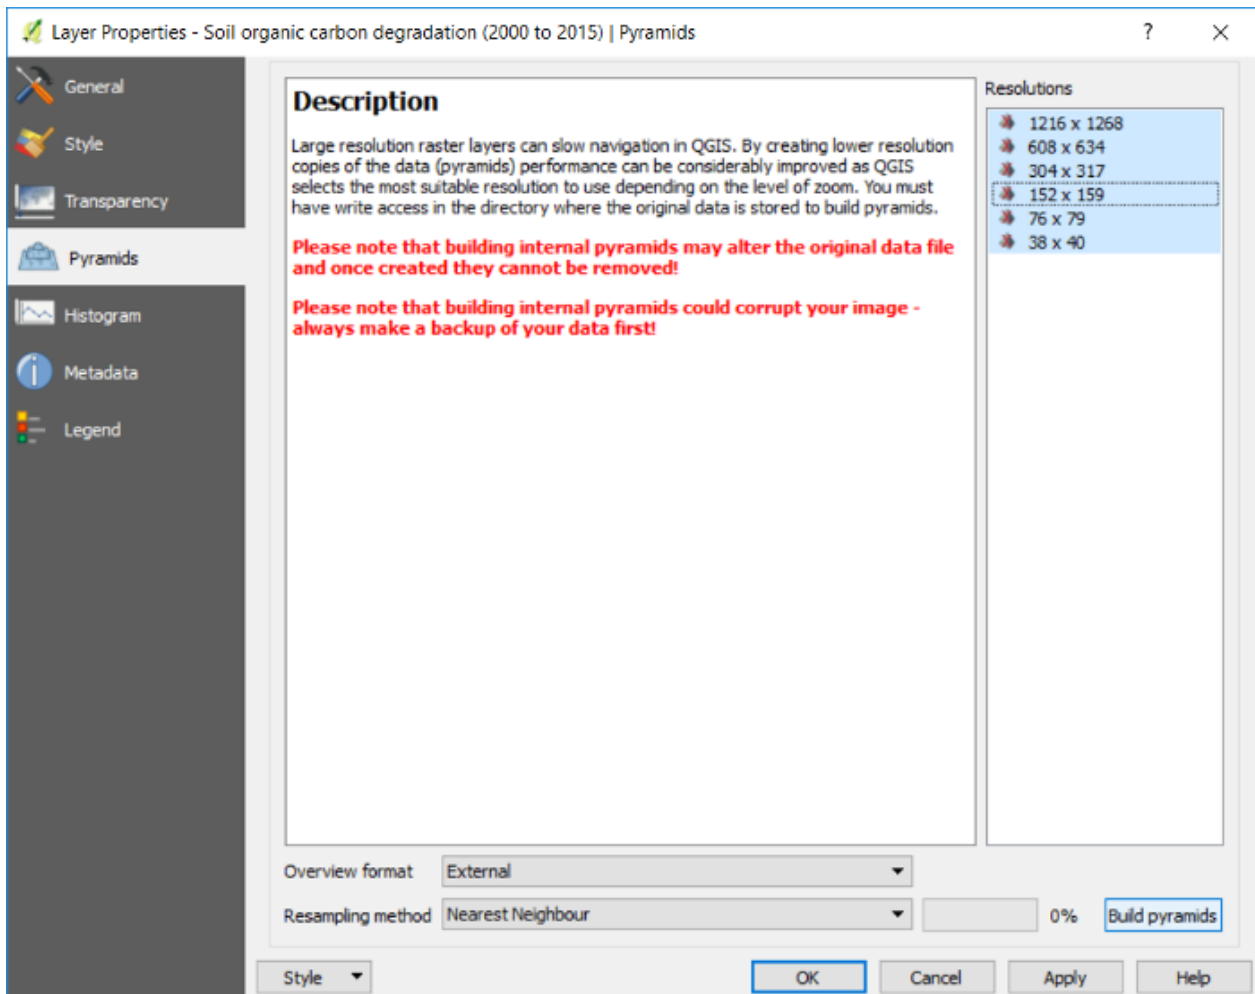 Layer Properties - Soil organic carbon degradation (2000 to 2015) | Pyramids
?
General
Style
Transparency
Pyramids
Histogram
Metadata
Legend
Description
Large resolution raster layers can slow navigation in QGIS. By creating lower resolution
copies of the data (pyramids) performance can be considerably improved as QGIS
selects the most suitable resolution to use depending on the level of zoom. You must
have write access in the directory where the original data is stored to build pyramids.
Please note that building internal pyramids may alter the original data file
and once created they cannot be removed!
Please note that building internal pyramids could corrupt your image -
always make a backup of your data first!
Resolutions
1216 x 1268
608 x 634
304 x 317
152 x 159
76 x 79
38 x 40
Overview format External
Resampling method Nearest Neighbour 0% Build pyramids
Style OK Cancel Apply Help